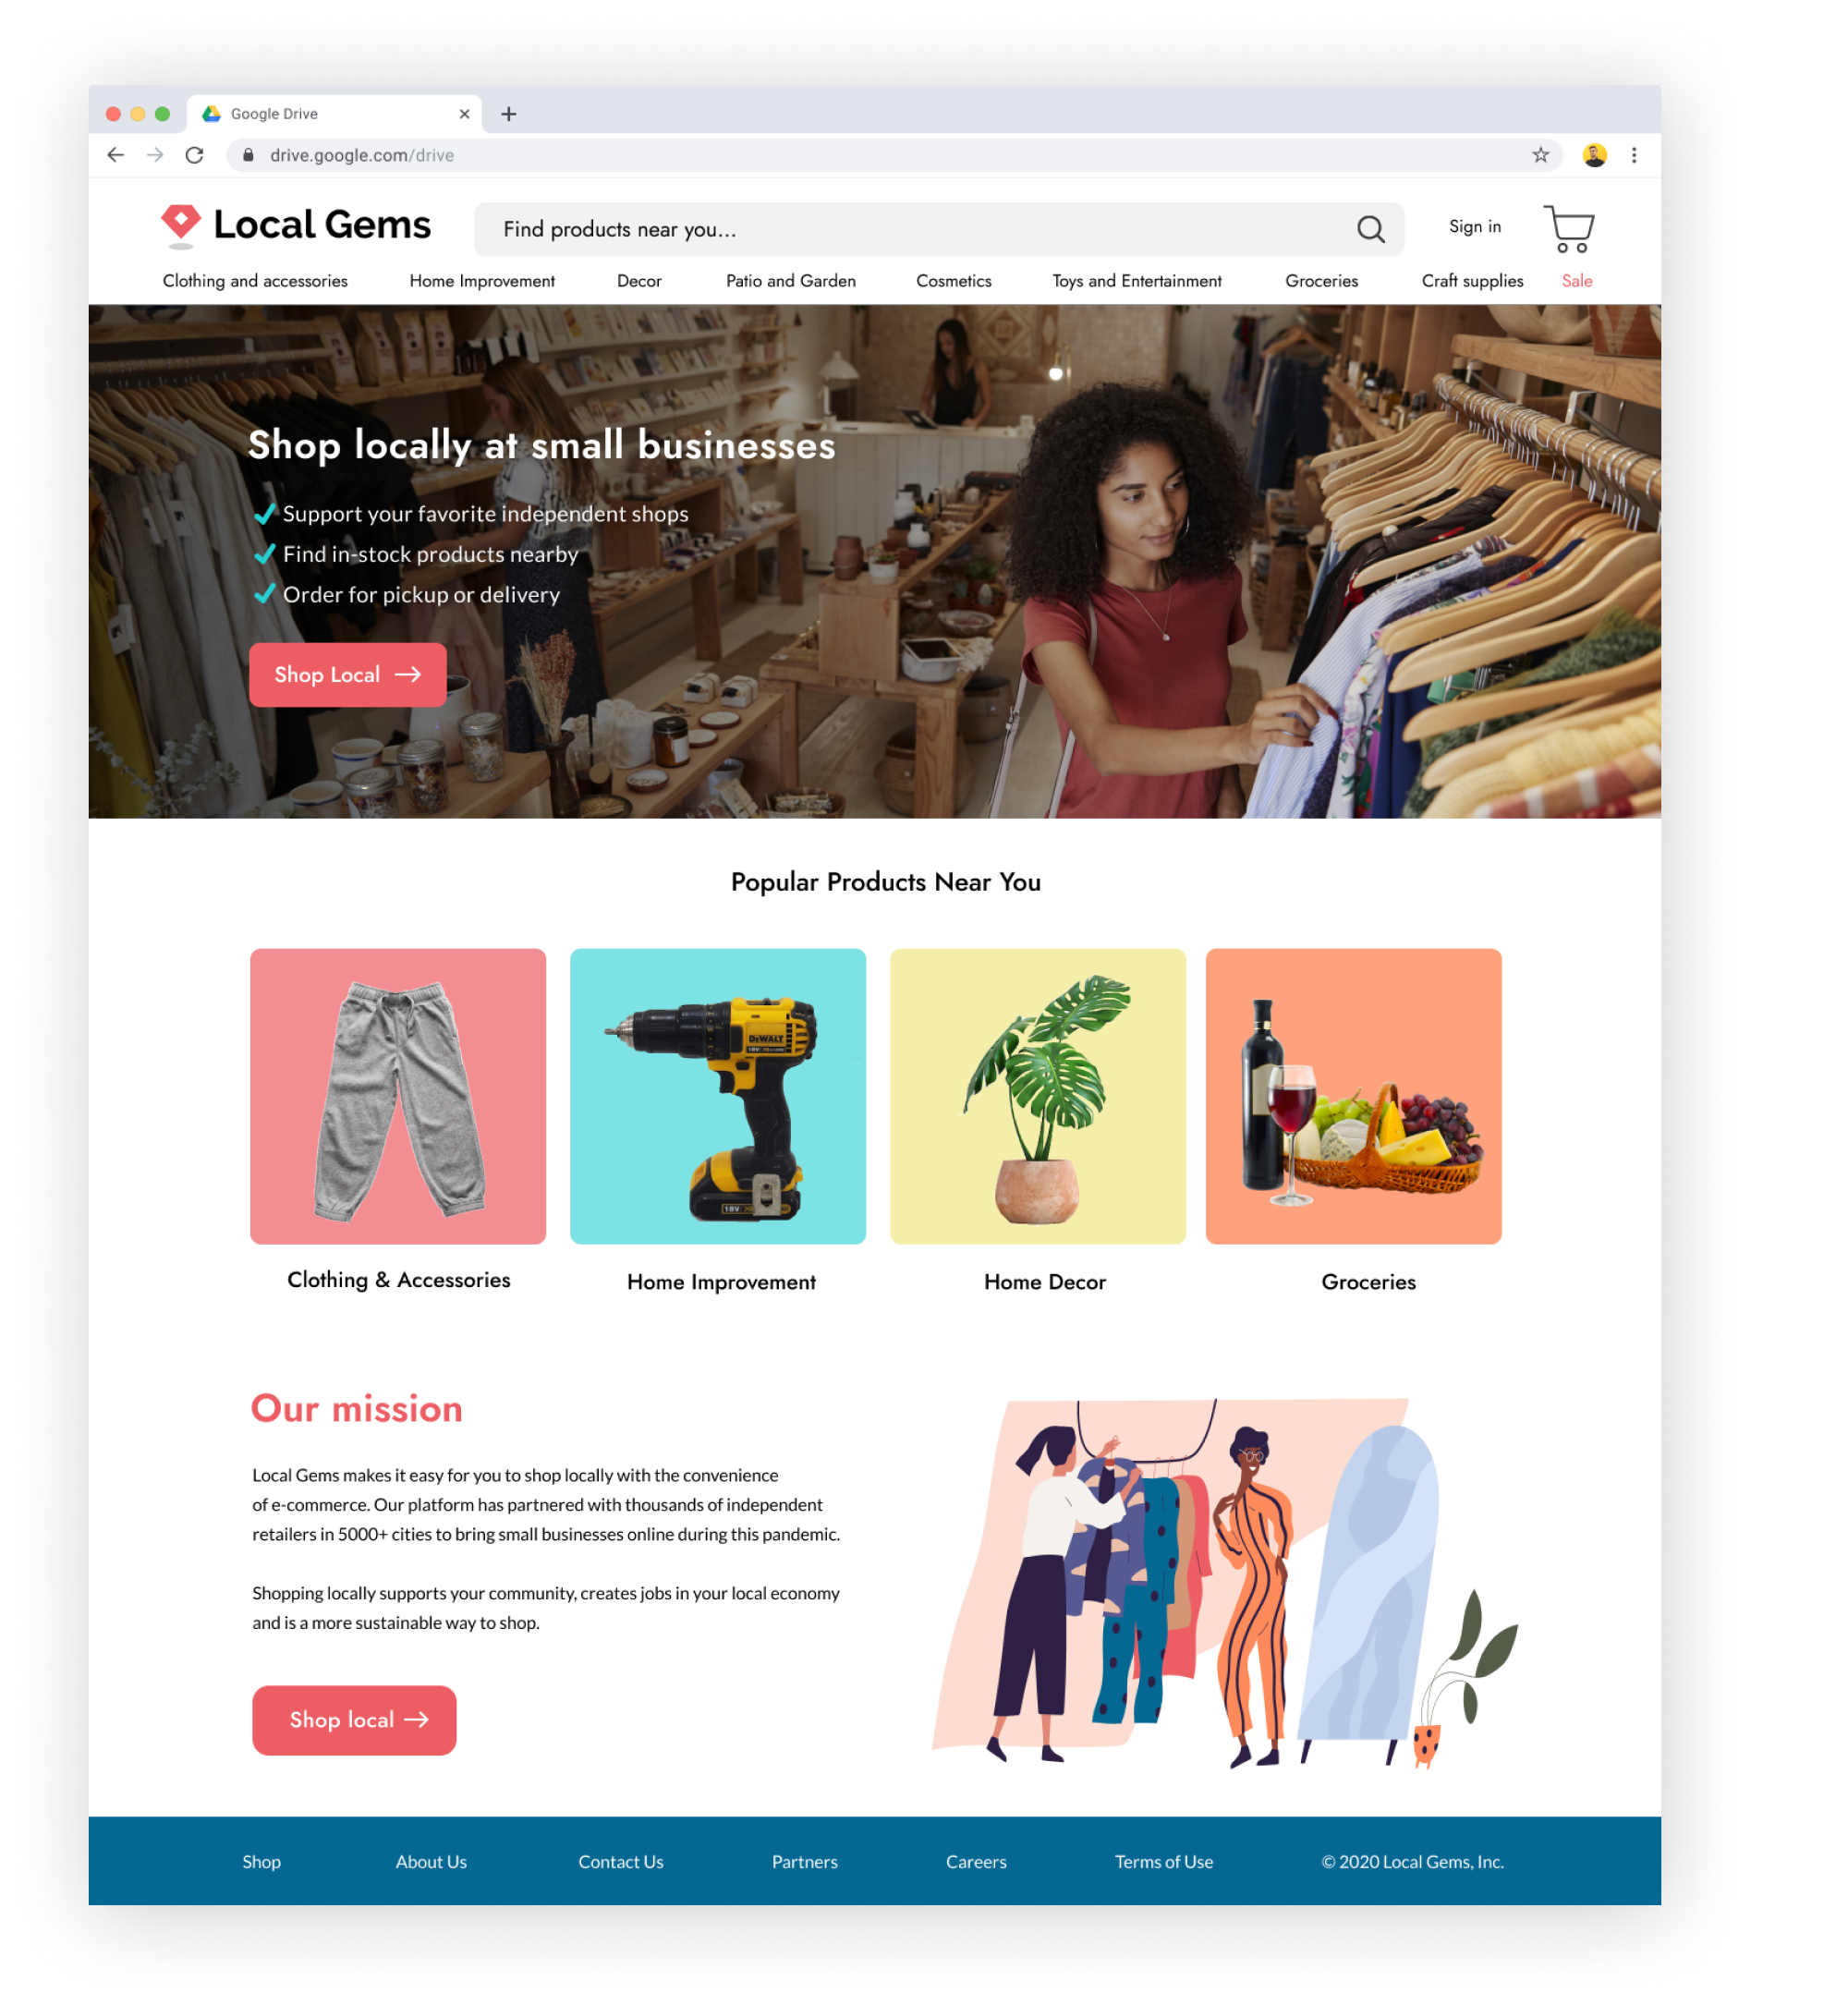 Google Drive
drive.google.com/drive
Local Gems
Find products near you...
Sign in
Clothing and accessories Home Improvement Decor Patio and Garden Cosmetics Toys and Entertainment Groceries Craft supplies Sale
Shop locally at small businesses
Support your favorite independent shops
Find in-stock products nearby
Order for pickup or delivery
Shop Local
Popular Products Near You
DEWALT
18V
Clothing & Accessories
Home Improvement
Home Decor
Groceries
Our mission
Local Gems makes it easy for you to shop locally with the convenience
of e-commerce. Our platform has partnered with thousands of independent
retailers in 5000+ cities to bring small businesses online during this pandemic.
Shopping locally supports your community, creates jobs in your local economy
and is a more sustainable way to shop.
Shop local
Shop About Us Contact Us Partners Careers Terms of Use © 2020 Local Gems, Inc.